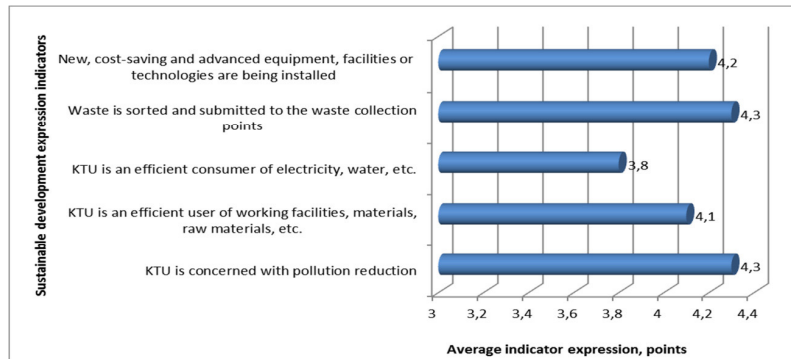 Sustainable development expression indicators
New, cost-saving and advanced equipment, facilities or
technologies are being installed
4,2
Waste is sorted and submitted to the waste collection
points
4,3
KTU is an efficient consumer of electricity, water, etc.
3,8
KTU is an efficient user of working facilities, materials,
raw materials, etc.
4,1
KTU is concerned with pollution reduction
4,3
3 3,2 3,4 3,6 3,8 4 4,2 4,4
Average indicator expression, points